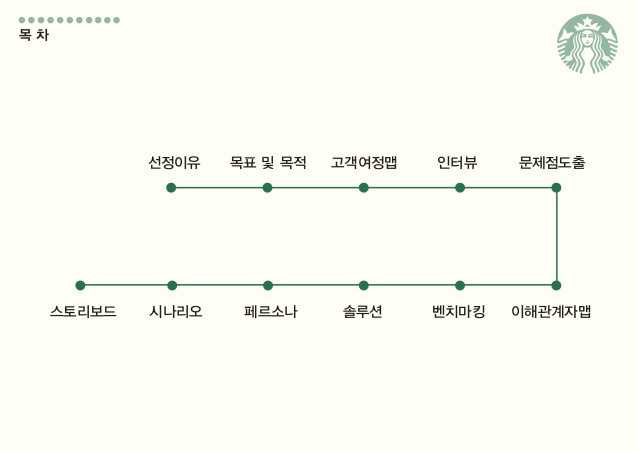 목 차
선정이유 목표 및 목적 고객여정맵 인터뷰 문제점도출
스토리보드 시나리오 페르소나 솔루션 벤치마킹 이해관계자맵